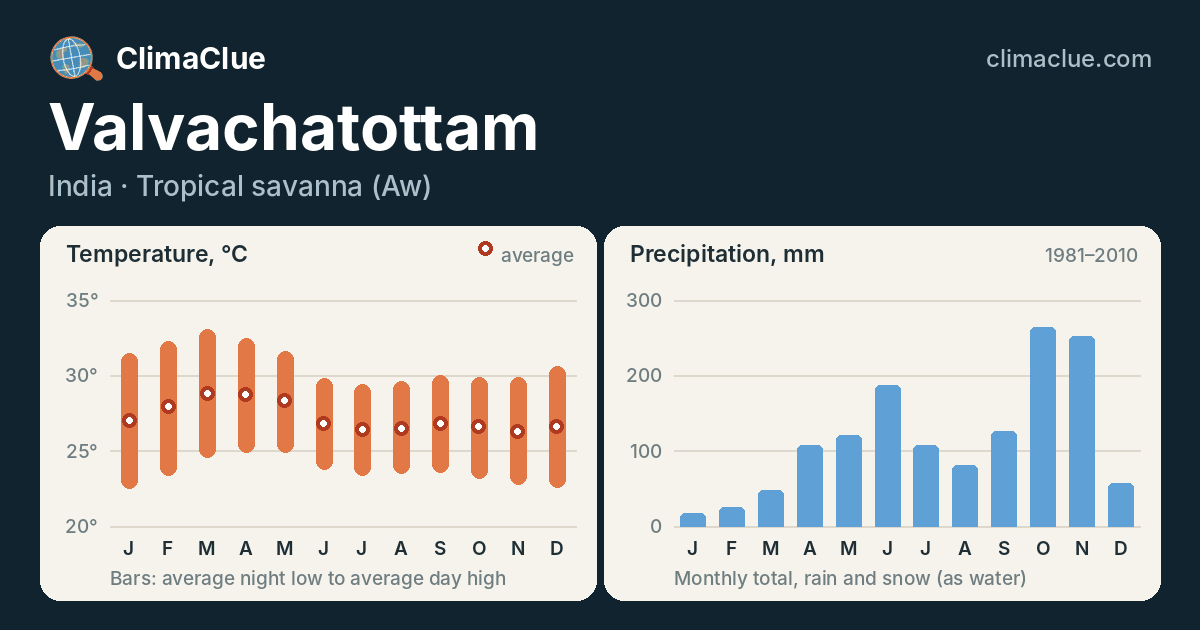 ClimaClue
climaclue.com
Valvachatottam
India · Tropical savanna (Aw)
Temperature, °C
average
35°
30°
25°
20°
J F M A M J J A S O N D
Bars: average night low to average day high
Precipitation, mm
1981–2010
300
200
100
0
J F M A M J J A S O N D
Monthly total, rain and snow (as water)